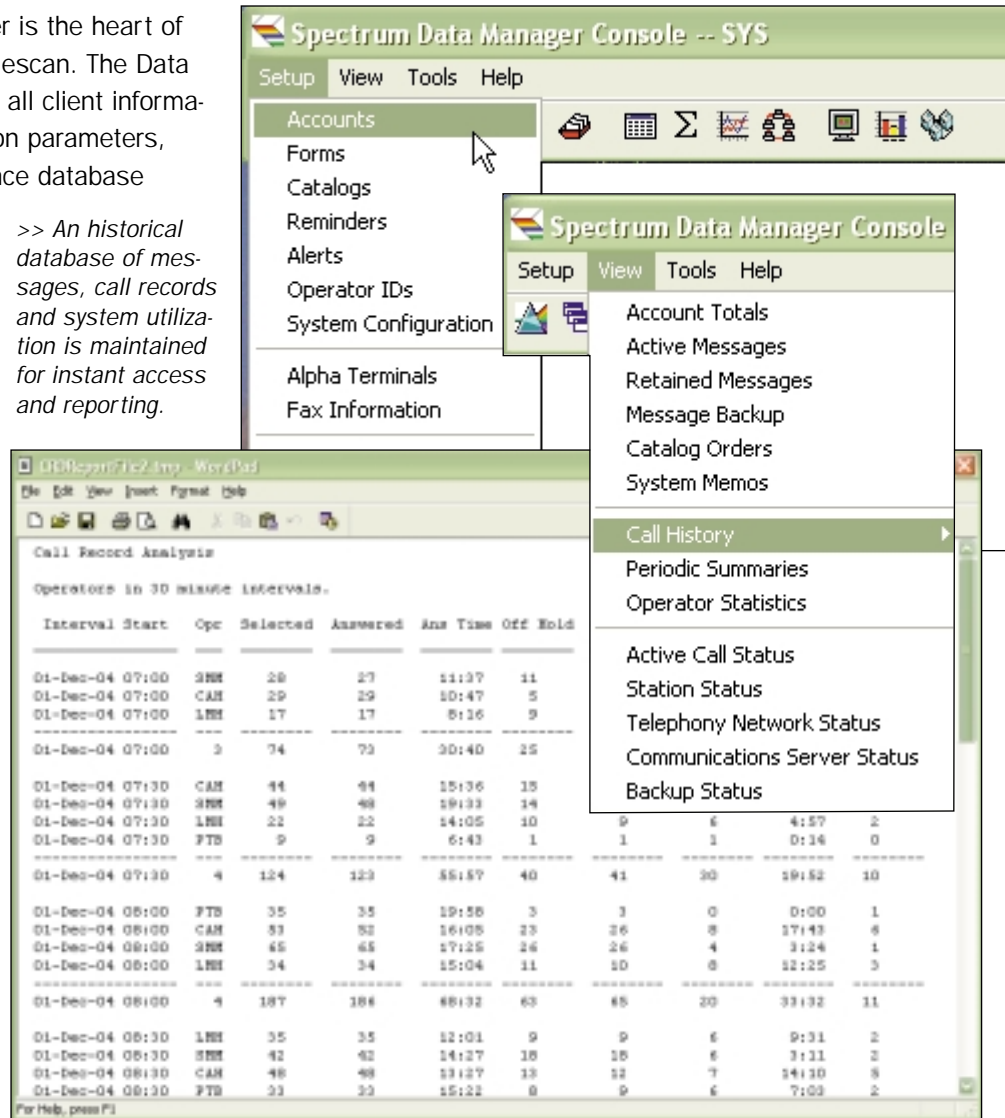 er is the heart of
escan. The Data
all client informa-
on parameters,
nce database
>> An historical
database of mes-
sages, call records
and system utiliza-
tion is maintained
for instant access
and reporting.
Spectrum Data Manager Console -- SYS
Setup View Tools Help
Accounts
Forms
Catalogs
Reminders
Alerts
Operator IDs
System Configuration
Alpha Terminals
Fax Information
Spectrum Data Manager Console
Setup View Tools Help
Account Totals
Active Messages
Retained Messages
Message Backup
Catalog Orders
System Memos
Call History
Periodic Summaries
Operator Statistics
Active Call Status
Station Status
Telephony Network Status
Communications Server Status
Backup Status
WordPad
File Edit View Insert Format Help
Call Record Analysis
Operators in 30 minute intervals.
Interval Start Opr Selected Answered Ans Time Off Hold
01-Dec-04 07:00 SMM 28 27 11:37 11
01-Dec-04 07:00 CAM 29 29 10:47 5
01-Dec-04 07:00 LMM 17 17 8:16 9
01-Dec-04 07:00 3 74 73 30:40 25
01-Dec-04 07:30 CAM 44 44 15:36 15
01-Dec-04 07:30 SMM 49 48 19:33 14
01-Dec-04 07:30 LMM 22 22 14:05 10 9 6 4:57 2
01-Dec-04 07:30 PTB 9 9 6:43 1 1 1 0:14 0
01-Dec-04 07:30 4 124 123 55:57 40 41 30 19:52 10
01-Dec-04 08:00 PTB 35 35 19:58 3 3 0 0:00 1
01-Dec-04 08:00 CAM 53 52 16:05 23 26 8 17:43 6
01-Dec-04 08:00 SMM 65 65 17:25 26 26 4 3:24 1
01-Dec-04 08:00 LMM 34 34 15:04 11 10 8 12:25 3
01-Dec-04 08:00 4 187 186 68:32 63 65 20 33:32 11
01-Dec-04 08:30 LMM 35 35 12:01 9 9 6 9:31 2
01-Dec-04 08:30 SMM 42 42 14:27 18 18 6 3:11 2
01-Dec-04 08:30 CAM 48 48 13:27 13 12 7 14:10 5
01-Dec-04 08:30 PTB 33 33 15:22 8 9 6 7:03 2
For Help, press F1